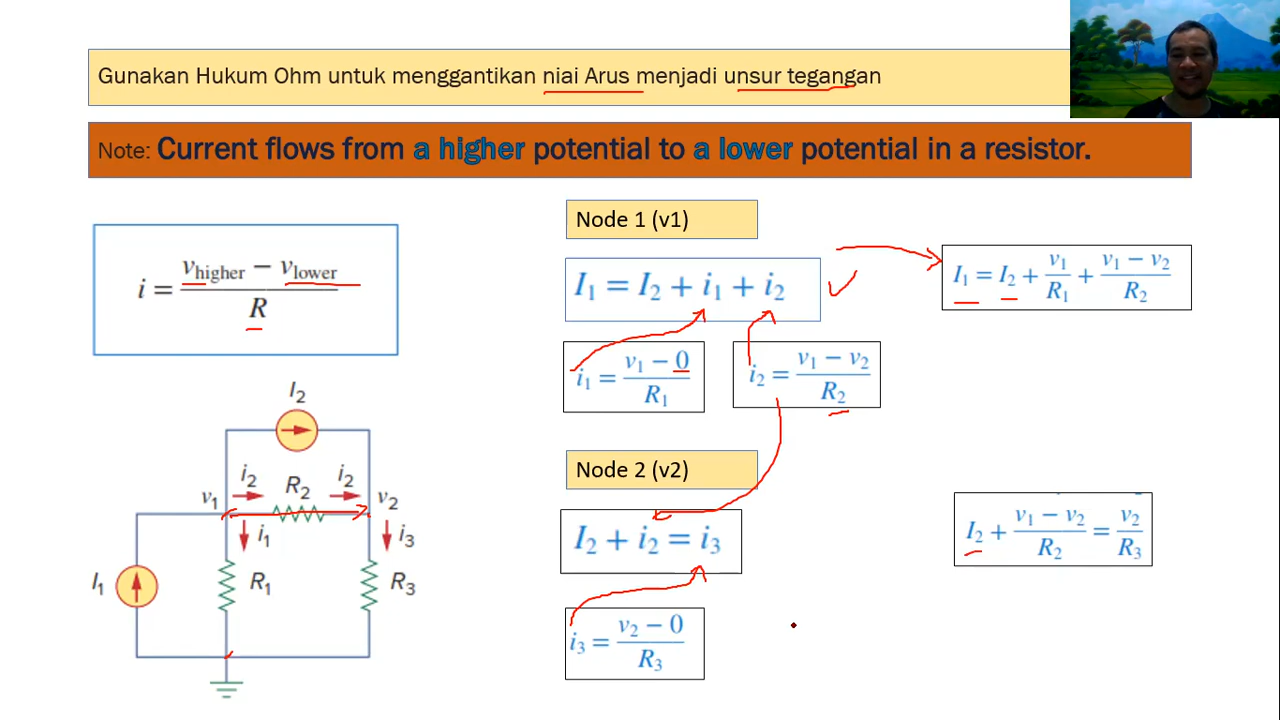 Gunakan Hukum Ohm untuk menggantikan niai Arus menjadi unsur tegangan
Note: Current flows from a higher potential to a lower potential in a resistor.
i = (v_higher − v_lower) / R
Node 1 (v1)
I₁ = I₂ + i₁ + i₂
I₁ = I₂ + v₁/R₁ + (v₁ − v₂)/R₂
i₁ = (v₁ − 0)/R₁
i₂ = (v₁ − v₂)/R₂
Node 2 (v2)
I₂ + i₂ = i₃
I₂ + (v₁ − v₂)/R₂ = v₂/R₃
i₃ = (v₂ − 0)/R₃
I₂
i₂ R₂ i₂
v₁ v₂
i₁ i₃
I₁ R₁ R₃